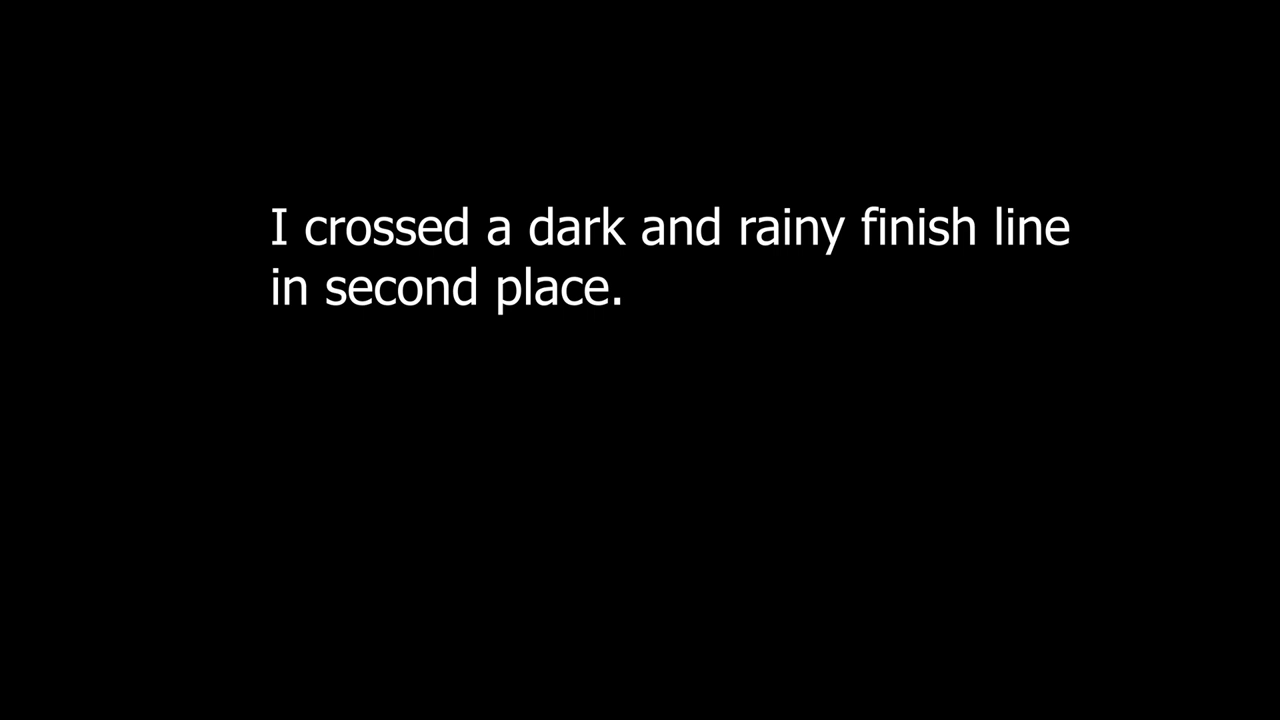 I crossed a dark and rainy finish line
in second place.